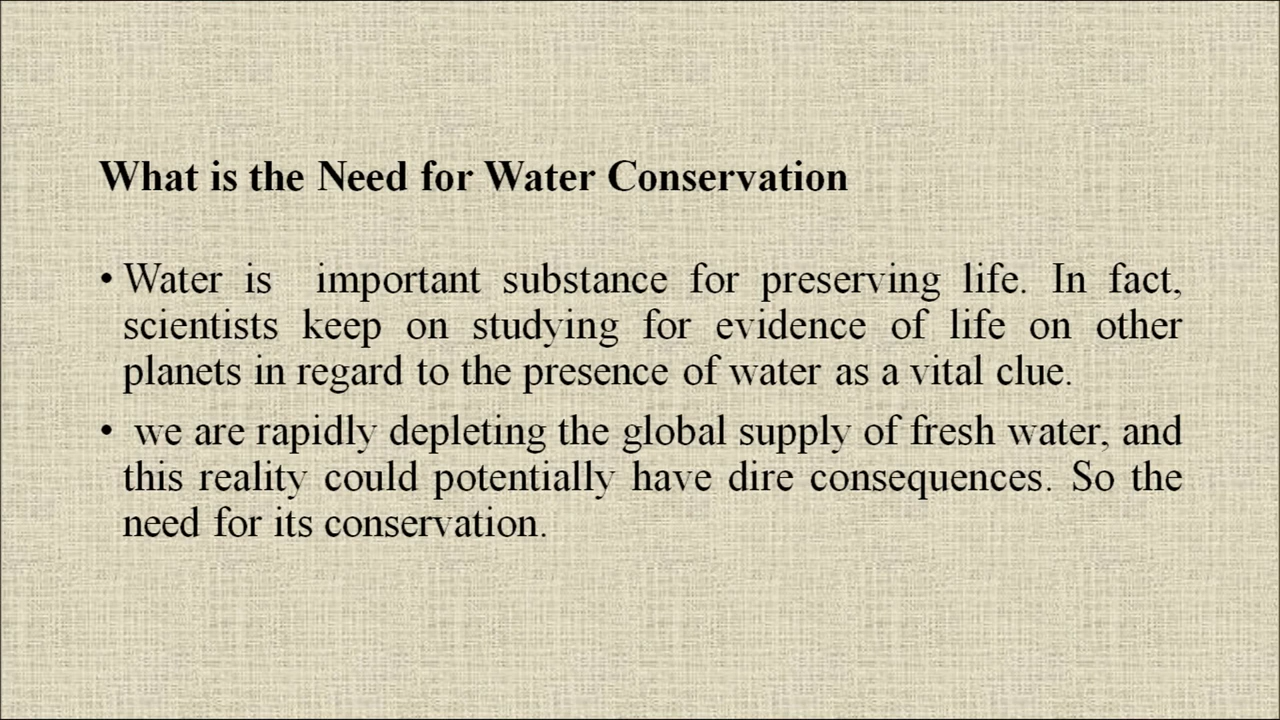 What is the Need for Water Conservation
• Water is important substance for preserving life. In fact,
scientists keep on studying for evidence of life on other
planets in regard to the presence of water as a vital clue.
• we are rapidly depleting the global supply of fresh water, and
this reality could potentially have dire consequences. So the
need for its conservation.